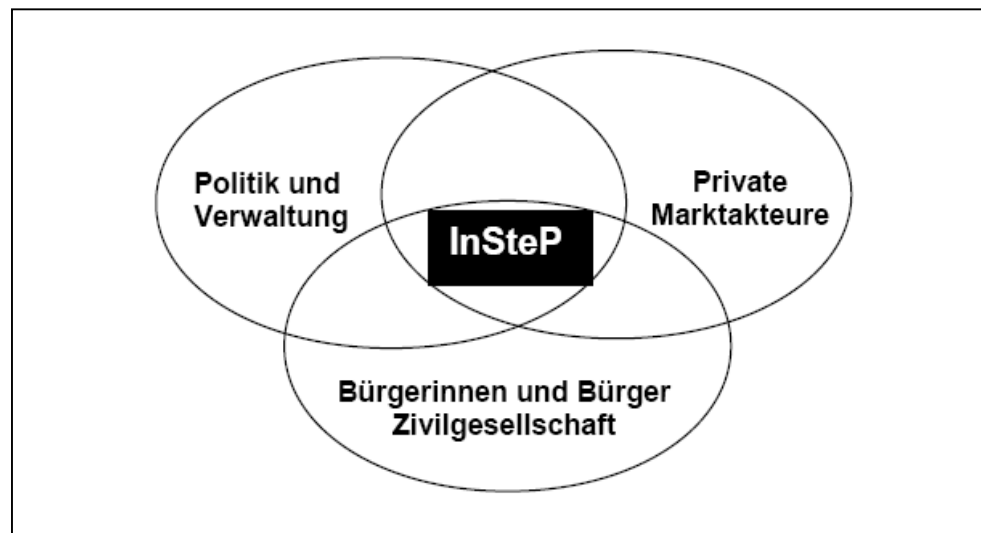 Politik und
Verwaltung
Private
Marktakteure
InSteP
Bürgerinnen und Bürger
Zivilgesellschaft